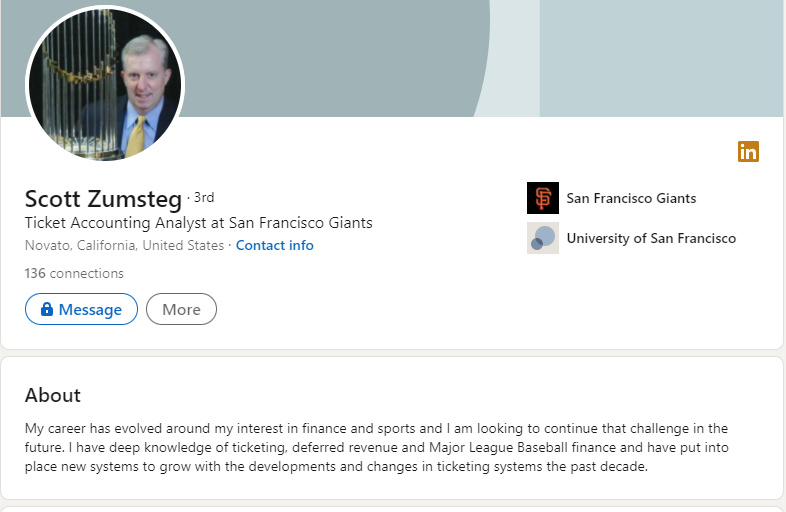 in
Scott Zumsteg · 3rd
Ticket Accounting Analyst at San Francisco Giants
Novato, California, United States · Contact info
136 connections
Message
More
SF San Francisco Giants
University of San Francisco
About
My career has evolved around my interest in finance and sports and I am looking to continue that challenge in the
future. I have deep knowledge of ticketing, deferred revenue and Major League Baseball finance and have put into
place new systems to grow with the developments and changes in ticketing systems the past decade.